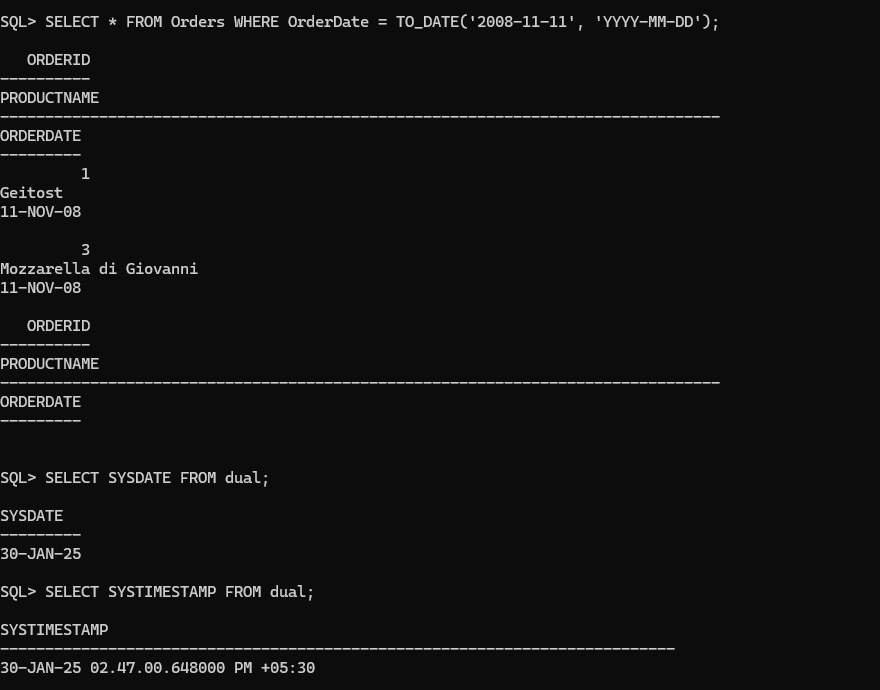 SQL> SELECT * FROM Orders WHERE OrderDate = TO_DATE('2008-11-11', 'YYYY-MM-DD');
   ORDERID
----------
PRODUCTNAME
--------------------------------------------------------------------------------
ORDERDATE
---------
         1
Geitost
11-NOV-08
         3
Mozzarella di Giovanni
11-NOV-08
   ORDERID
----------
PRODUCTNAME
--------------------------------------------------------------------------------
ORDERDATE
---------
SQL> SELECT SYSDATE FROM dual;
SYSDATE
---------
30-JAN-25
SQL> SELECT SYSTIMESTAMP FROM dual;
SYSTIMESTAMP
---------------------------------------------------------------------------
30-JAN-25 02.47.00.648000 PM +05:30